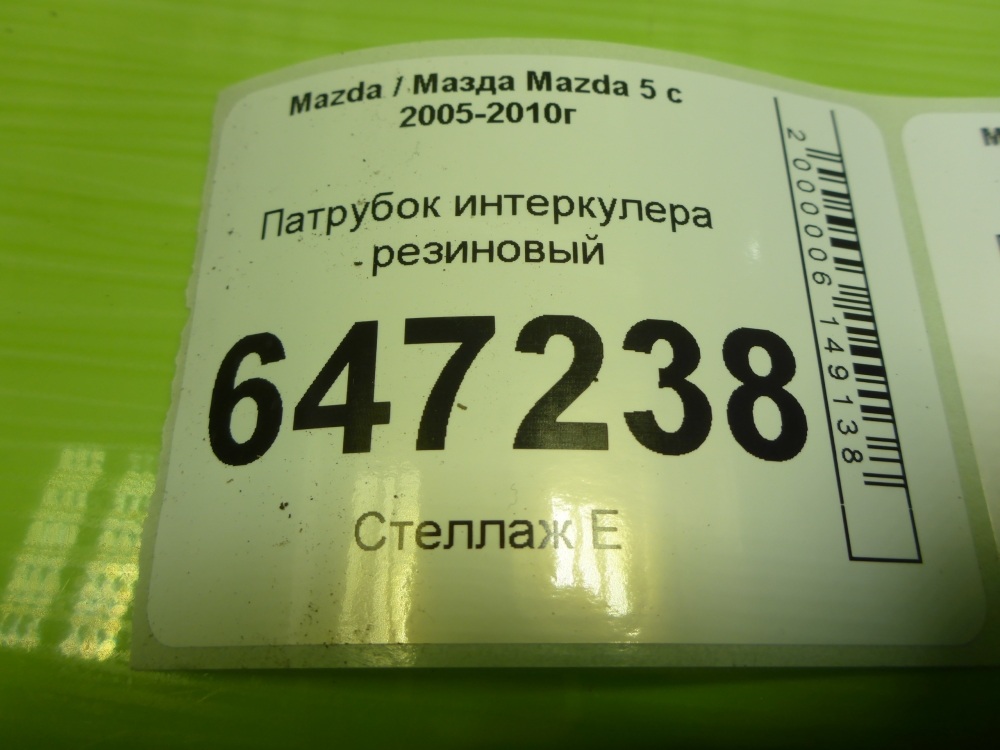 Mazda / Мазда Mazda 5 с
2005-2010г
Патрубок интеркулера
резиновый
647238
Стеллаж Е
2000006149138